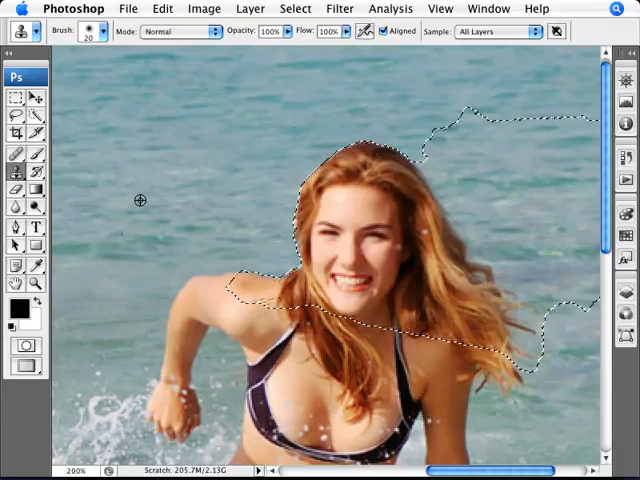 Photoshop File Edit Image Layer Select Filter Analysis View Window Help
Brush: 20 Mode: Normal Opacity: 100% Flow: 100% Aligned Sample: All Layers
Ps
T
200% Scratch: 205.7M/2.13G